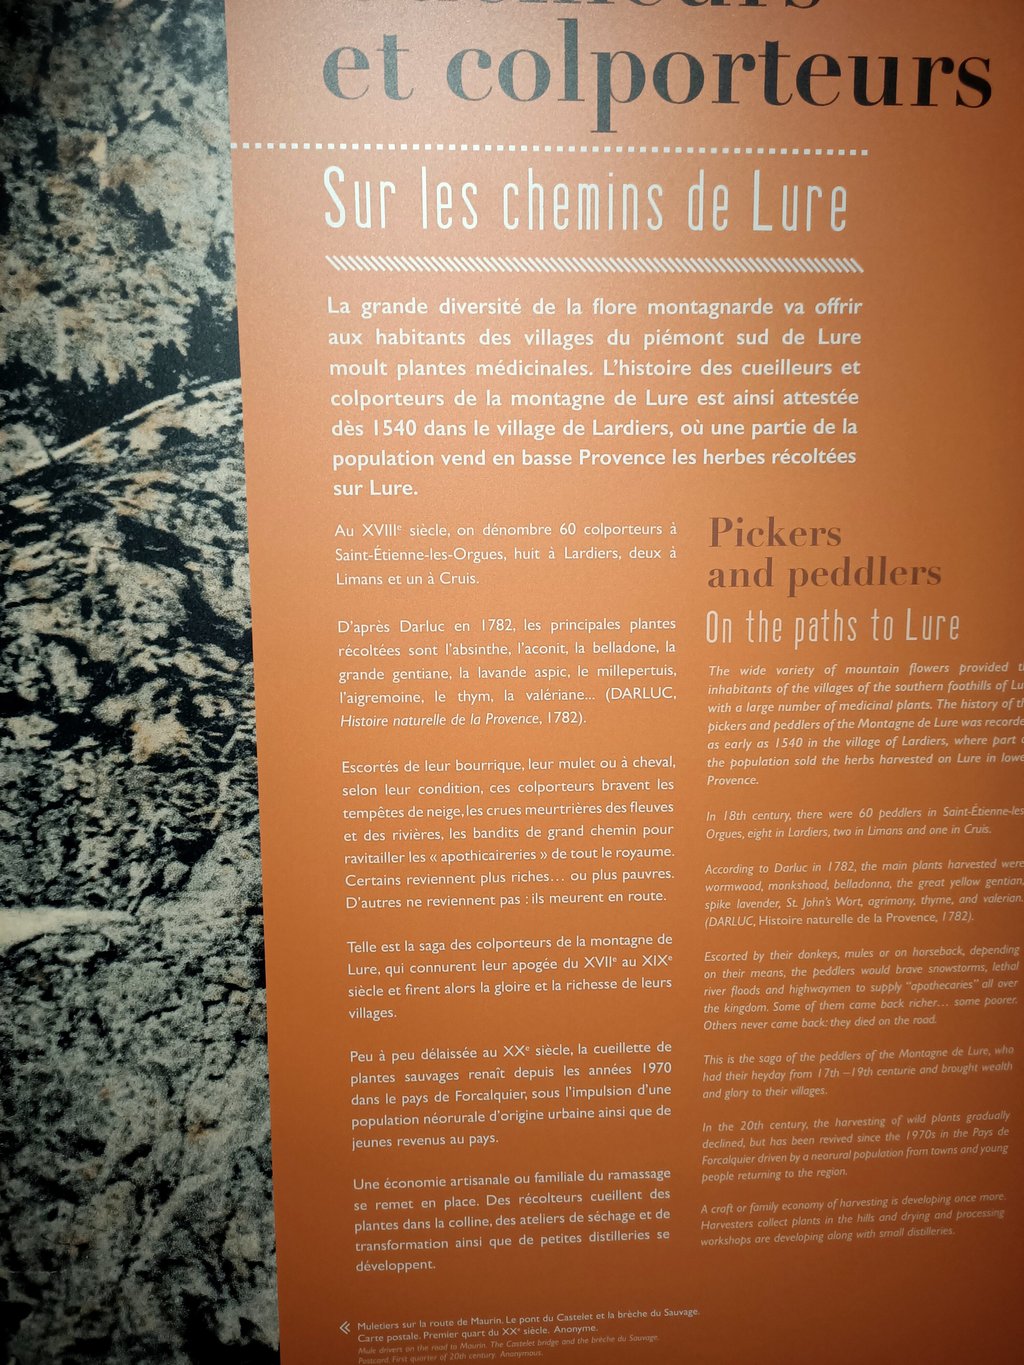 et colporteurs
Sur les chemins de Lure
La grande diversité de la flore montagnarde va offrir
aux habitants des villages du piémont sud de Lure
moult plantes médicinales. L'histoire des cueilleurs et
colporteurs de la montagne de Lure est ainsi attestée
dès 1540 dans le village de Lardiers, où une partie de la
population vend en basse Provence les herbes récoltées
sur Lure.
Au XVIIIe siècle, on dénombre 60 colporteurs à
Saint-Étienne-les-Orgues, huit à Lardiers, deux à
Limans et un à Cruis.
D'après Darluc en 1782, les principales plantes
récoltées sont l'absinthe, l'aconit, la belladone, la
grande gentiane, la lavande aspic, le millepertuis,
l'aigremoine, le thym, la valériane... (DARLUC,
Histoire naturelle de la Provence, 1782).
Escortés de leur bourrique, leur mulet ou à cheval,
selon leur condition, ces colporteurs bravent les
tempêtes de neige, les crues meurtrières des fleuves
et des rivières, les bandits de grand chemin pour
ravitailler les « apothicaireries » de tout le royaume.
Certains reviennent plus riches... ou plus pauvres.
D'autres ne reviennent pas : ils meurent en route.
Telle est la saga des colporteurs de la montagne de
Lure, qui connurent leur apogée du XVIIe au XIXe
siècle et firent alors la gloire et la richesse de leurs
villages.
Peu à peu délaissée au XXe siècle, la cueillette de
plantes sauvages renaît depuis les années 1970
dans le pays de Forcalquier, sous l'impulsion d'une
population néorurale d'origine urbaine ainsi que de
jeunes revenus au pays.
Une économie artisanale ou familiale du ramassage
se remet en place. Des récolteurs cueillent des
plantes dans la colline, des ateliers de séchage et de
transformation ainsi que de petites distilleries se
développent.
Pickers
and peddlers
On the paths to Lure
The wide variety of mountain flowers provided
inhabitants of the villages of the southern foothills of
with a large number of medicinal plants. The history of
pickers and peddlers of the Montagne de Lure was
as early as 1540 in the village of Lardiers, where part
the population sold the herbs harvested on Lure in
Provence.
In 18th century, there were 60 peddlers in Saint-Étienne-les-
Orgues, eight in Lardiers, two in Limans and one in Cruis.
According to Darluc in 1782, the main plants harvested were
wormwood, monkshood, belladonna, the great yellow gentian,
spike lavender, St. John's Wort, agrimony, thyme, and valerian.
(DARLUC, Histoire naturelle de la Provence, 1782).
Escorted by their donkeys, mules or on horseback, depending
on their means, the peddlers would brave snowstorms, lethal
river floods and highwaymen to supply "apothecaries" all over
the kingdom. Some of them came back richer... some poorer.
Others never came back: they died on the road.
This is the saga of the peddlers of the Montagne de Lure, who
had their heyday from 17th –19th centurie and brought wealth
and glory to their villages.
In the 20th century, the harvesting of wild plants gradually
declined, but has been revived since the 1970s in the Pays de
Forcalquier driven by a neorural population from towns and young
people returning to the region.
A craft or family economy of harvesting is developing once more.
Harvesters collect plants in the hills and drying and processing
workshops are developing along with small distilleries.
« Muletiers sur la route de Maurin. Le pont du Castelet et la brèche du Sauvage.
Carte postale. Premier quart du XXe siècle. Anonyme.
Mule drivers on the road to Maurin. The Castelet bridge and the brèche du Sauvage.
Postcard. First quarter of 20th century. Anonymous.